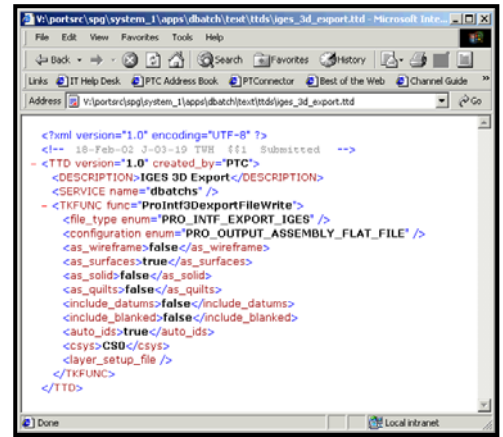 V:\portsrc\spg\system_1\apps\dbatch\text\ttds\iges_3d_export.ttd - Microsoft Inte...
File Edit View Favorites Tools Help
Back Search Favorites History
Links IT Help Desk PTC Address Book PTConnector Best of the Web Channel Guide »
Address V:\portsrc\spg\system_1\apps\dbatch\text\ttds\iges_3d_export.ttd Go
<?xml version="1.0" encoding="UTF-8" ?>
<!-- 18-Feb-02 J-03-19 TWH $$1 Submitted -->
- <TTD version="1.0" created_by="PTC">
<DESCRIPTION>IGES 3D Export</DESCRIPTION>
<SERVICE name="dbatchs" />
- <TKFUNC func="ProIntf3DexportFileWrite">
<file_type enum="PRO_INTF_EXPORT_IGES" />
<configuration enum="PRO_OUTPUT_ASSEMBLY_FLAT_FILE" />
<as_wireframe>false</as_wireframe>
<as_surfaces>true</as_surfaces>
<as_solid>false</as_solid>
<as_quilts>false</as_quilts>
<include_datums>false</include_datums>
<include_blanked>false</include_blanked>
<auto_ids>true</auto_ids>
<csys>CS0</csys>
<layer_setup_file />
</TKFUNC>
</TTD>
Done Local intranet